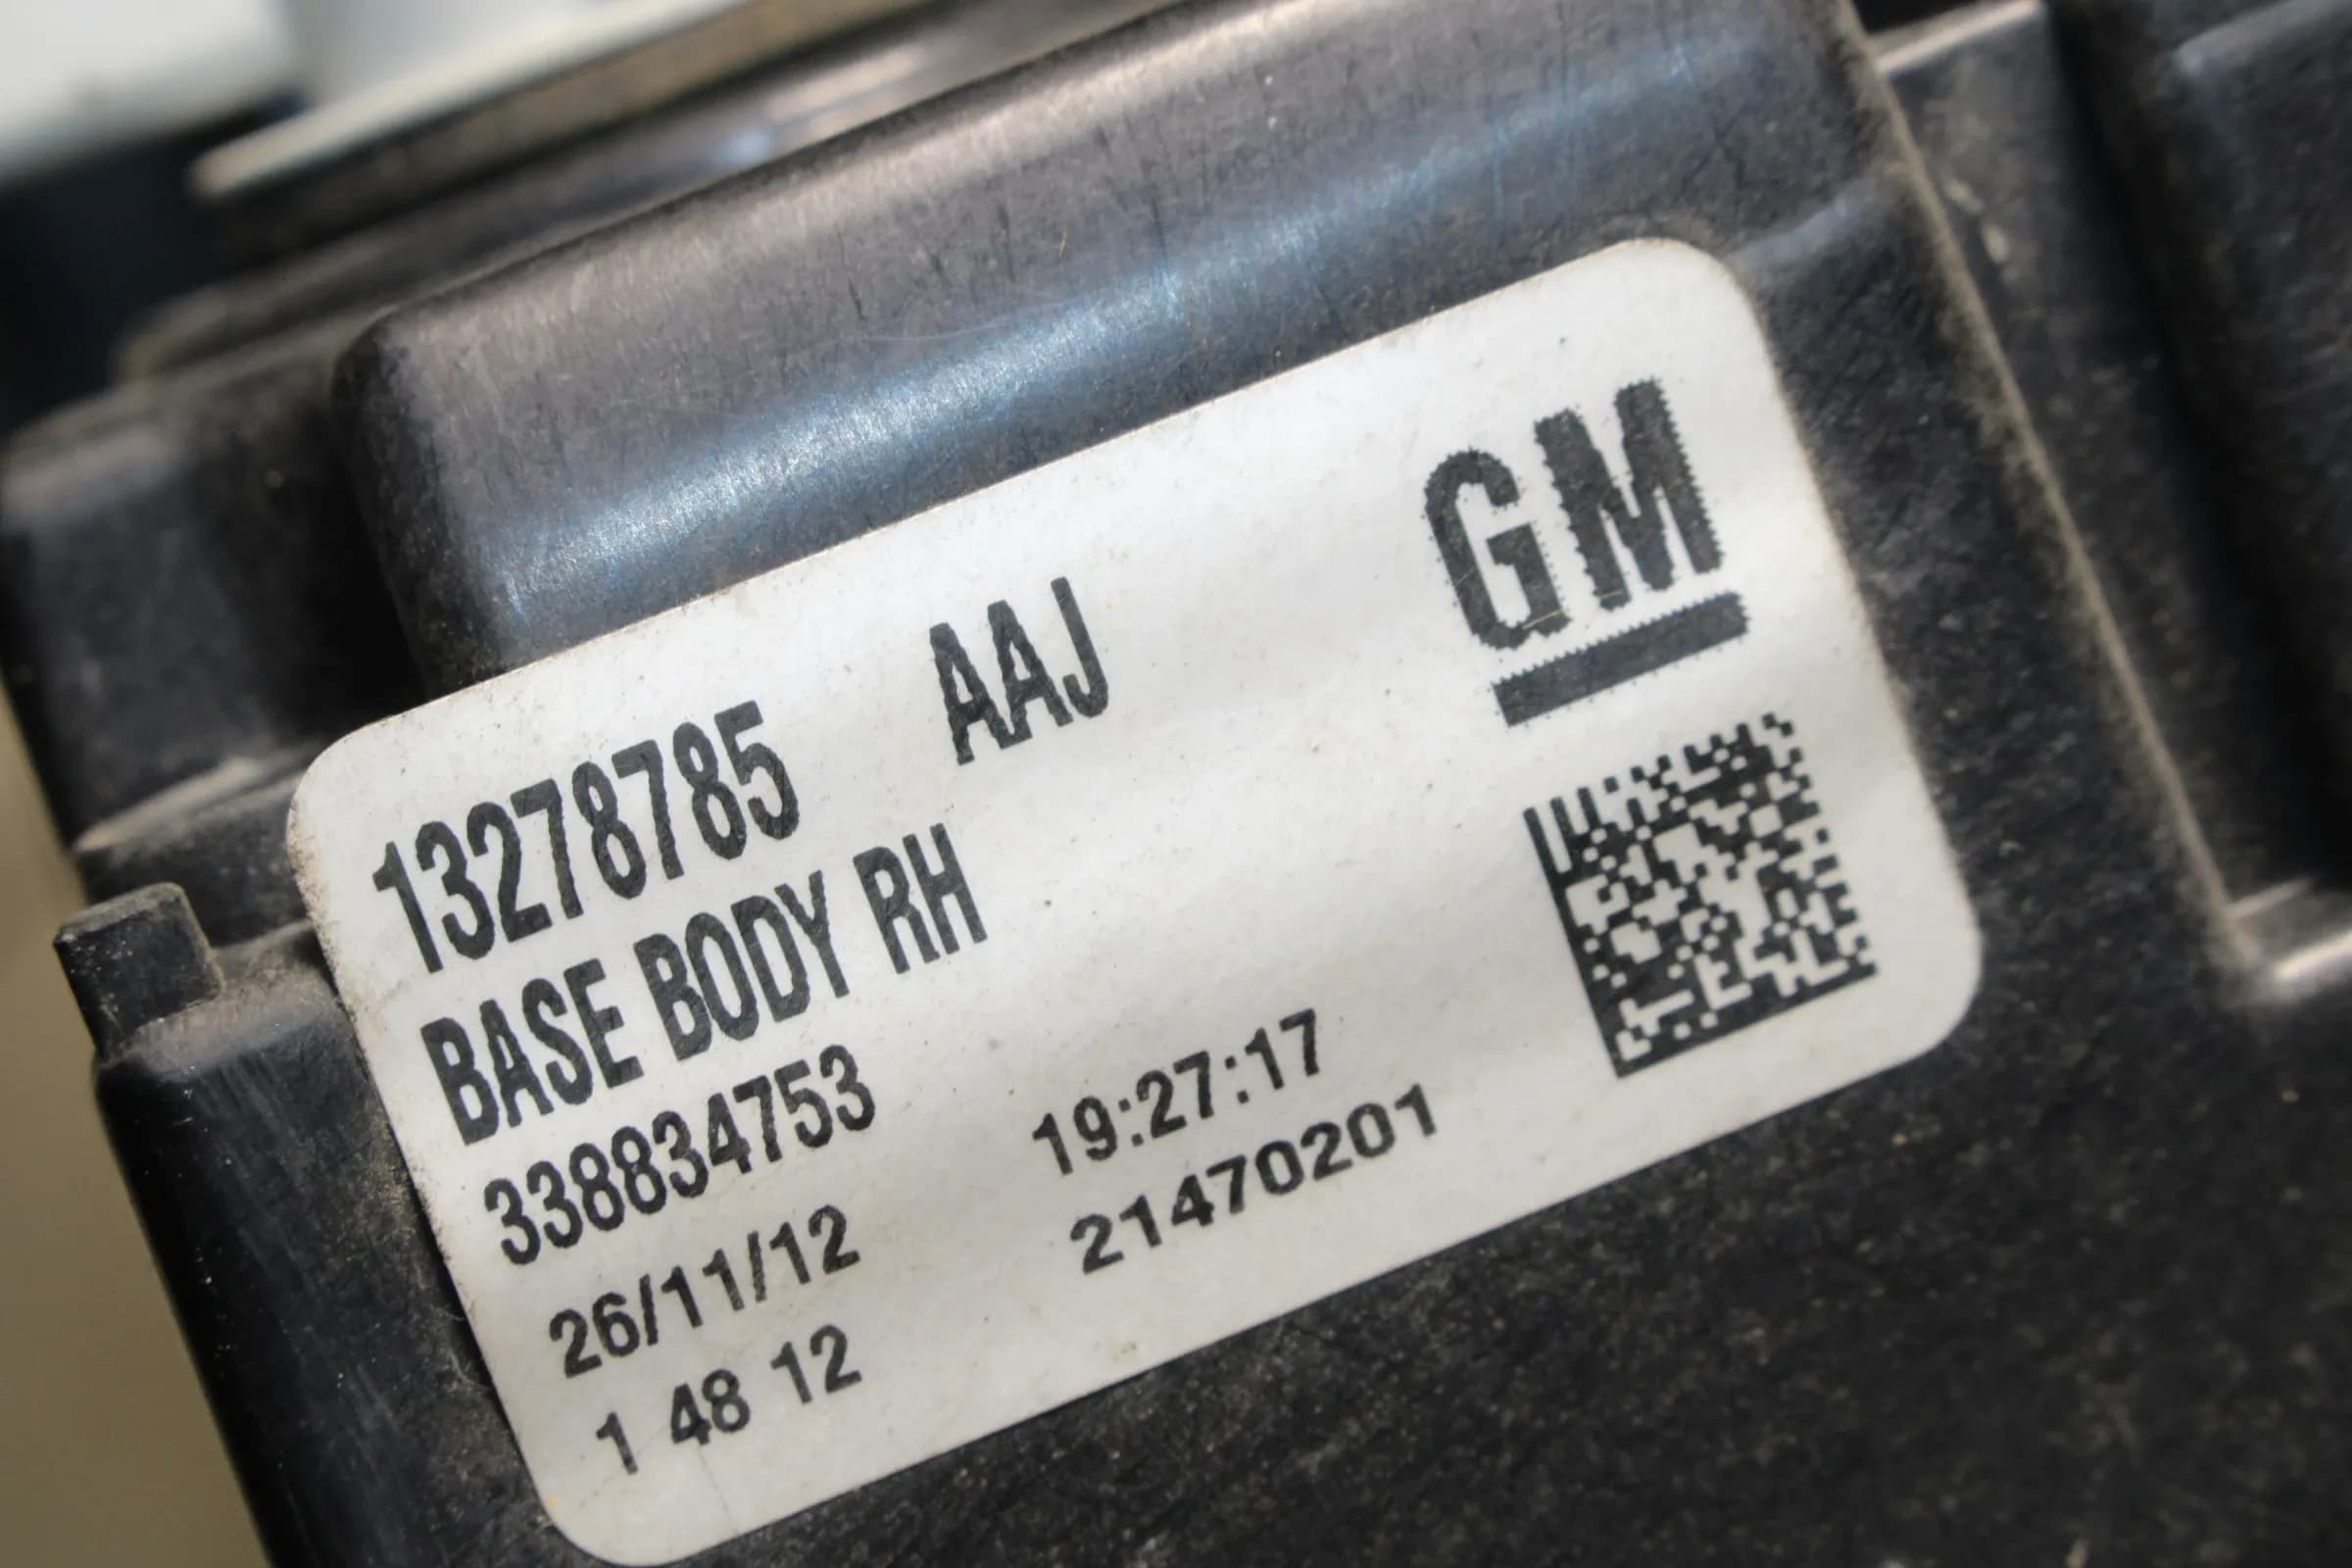 GM
13278785 AAJ
BASE BODY RH
338834753
26/11/12 19:27:17
1 48 12 21470201